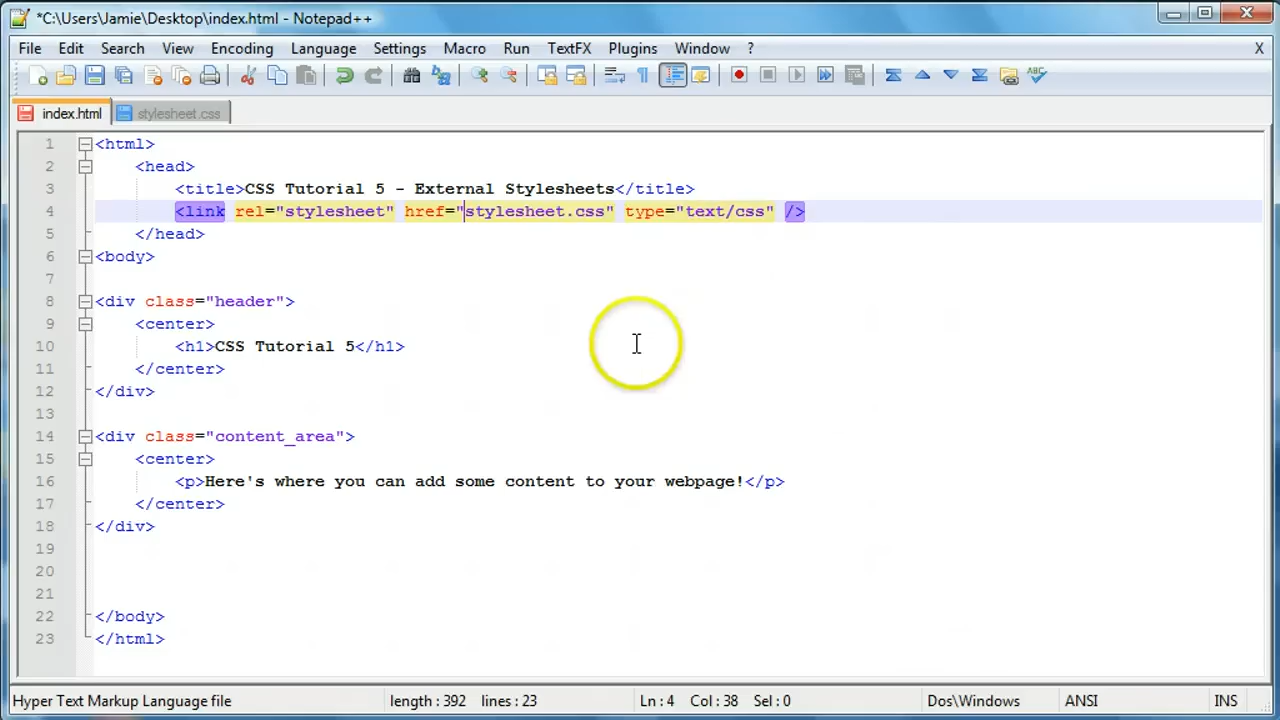 *C:\Users\Jamie\Desktop\index.html - Notepad++
File Edit Search View Encoding Language Settings Macro Run TextFX Plugins Window ? X
index.html stylesheet.css
1 <html>
2 <head>
3 <title>CSS Tutorial 5 - External Stylesheets</title>
4 <link rel="stylesheet" href="stylesheet.css" type="text/css" />
5 </head>
6 <body>
7
8 <div class="header">
9 <center>
10 <h1>CSS Tutorial 5</h1>
11 </center>
12 </div>
13
14 <div class="content_area">
15 <center>
16 <p>Here's where you can add some content to your webpage!</p>
17 </center>
18 </div>
19
20
21
22 </body>
23 </html>
Hyper Text Markup Language file length : 392 lines : 23 Ln : 4 Col : 38 Sel : 0 Dos\Windows ANSI INS